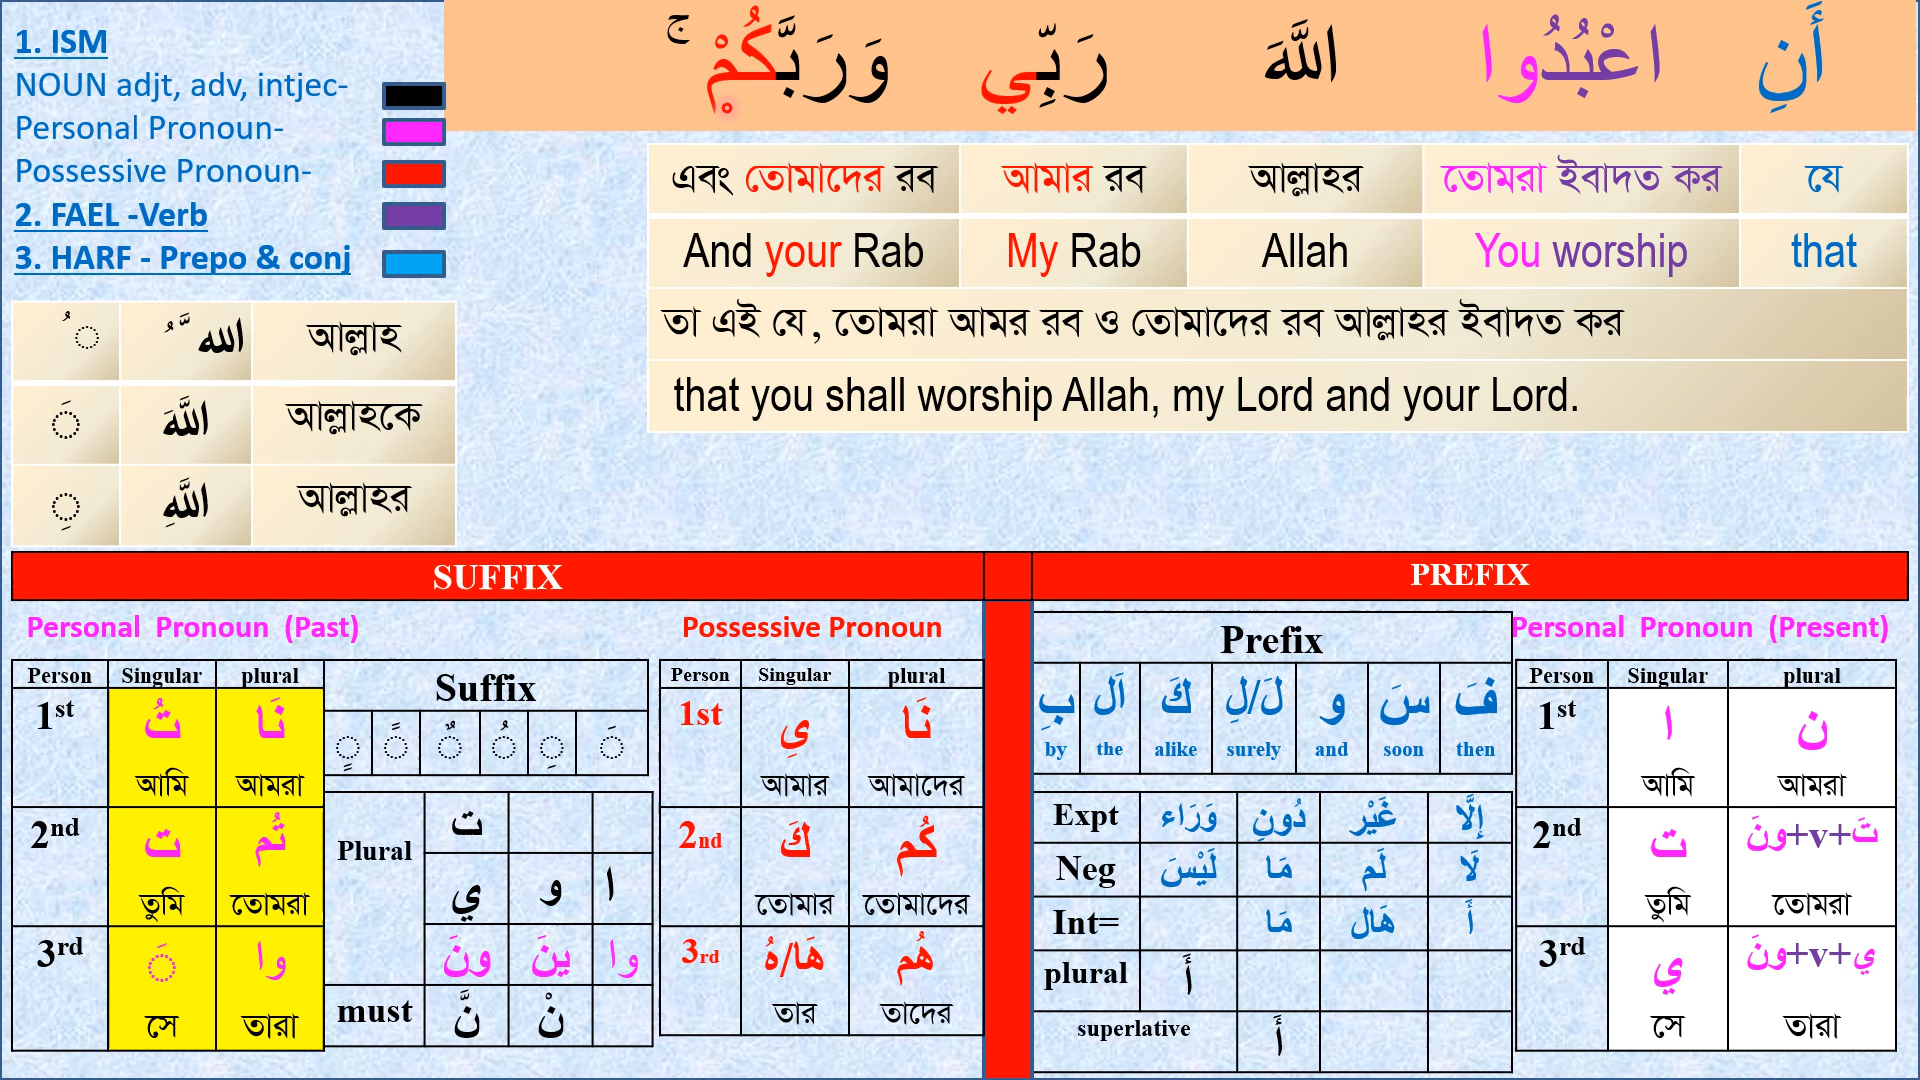 1. ISM
NOUN adjt, adv, intjec-
Personal Pronoun-
Possessive Pronoun-
2. FAEL -Verb
3. HARF - Prepo & conj
أَنِ اعْبُدُوا اللَّهَ رَبِّي وَرَبَّكُمْ ۚ
এবং তোমাদের রব আমার রব আল্লাহর তোমরা ইবাদত কর যে
And your Rab My Rab Allah You worship that
তা এই যে, তোমরা আমর রব ও তোমাদের রব আল্লাহর ইবাদত কর
that you shall worship Allah, my Lord and your Lord.
ُ الله َّ ُ আল্লাহ
َ اللَّهَ আল্লাহকে
ِ اللَّهِ আল্লাহর
SUFFIX
PREFIX
Personal Pronoun (Past)
Person Singular plural
1st تُ نَا
আমি আমরা
2nd ت تُم
তুমি তোমরা
3rd َ وا
সে তারা
Suffix
ٍ ً ٌ ُ ِ َ
Plural ت
ي و ا
ونَ ينَ وا
must نَّ نْ
Possessive Pronoun
Person Singular plural
1st ىِ نَا
আমার আমাদের
2nd كَ كُم
তোমার তোমাদের
3rd هَا/هُ هُم
তার তাদের
Prefix
بِ اَل كَ لَ/لِ و سَ فَ
by the alike surely and soon then
Expt وَرَاء دُونِ غَيْر إِلَّا
Neg لَيْسَ مَا لَم لَا
Int= مَا هَال أَ
plural أَ
superlative أَ
Personal Pronoun (Present)
Person Singular plural
1st ا ن
আমি আমরা
2nd ت تَ+v+ونَ
তুমি তোমরা
3rd ي ي+v+ونَ
সে তারা